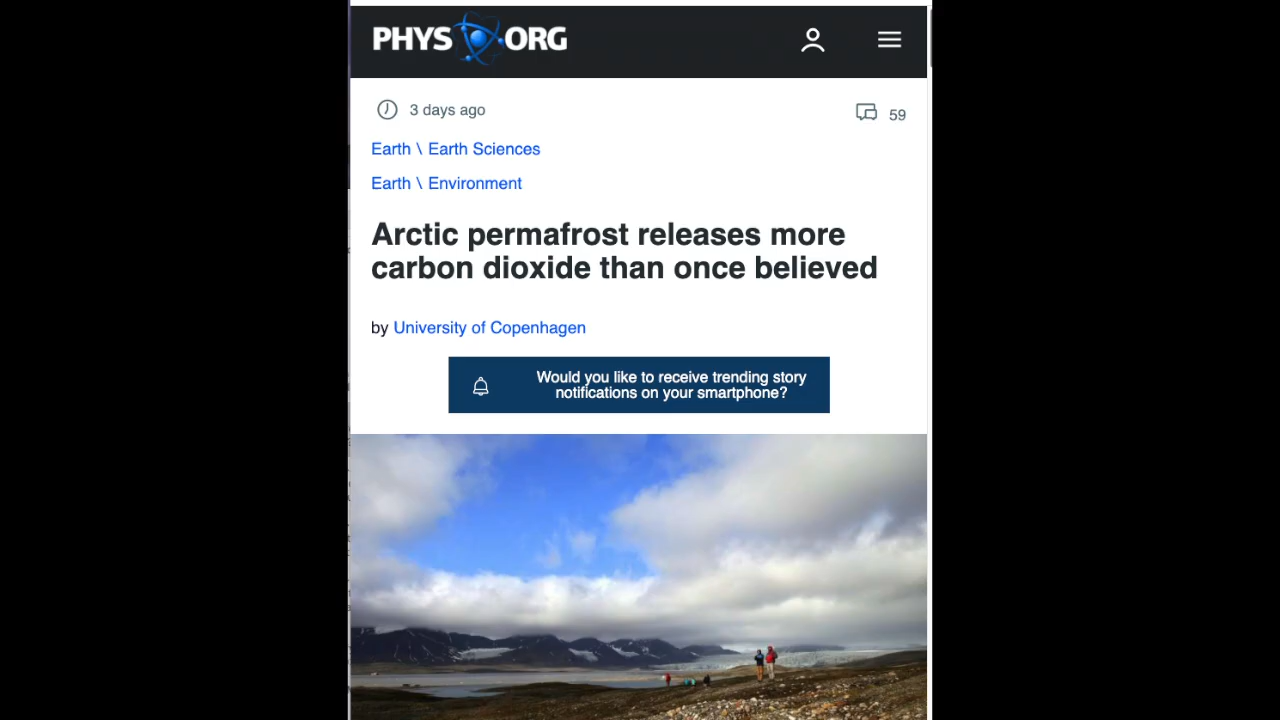 PHYS ORG
3 days ago
59
Earth \ Earth Sciences
Earth \ Environment
Arctic permafrost releases more
carbon dioxide than once believed
by University of Copenhagen
Would you like to receive trending story
notifications on your smartphone?